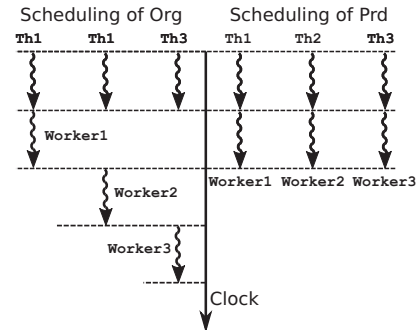 Scheduling of Org
Scheduling of Prd
Th1 Th1 Th3
Th1 Th2 Th3
Worker1
Worker2
Worker3
Worker1 Worker2 Worker3
Clock